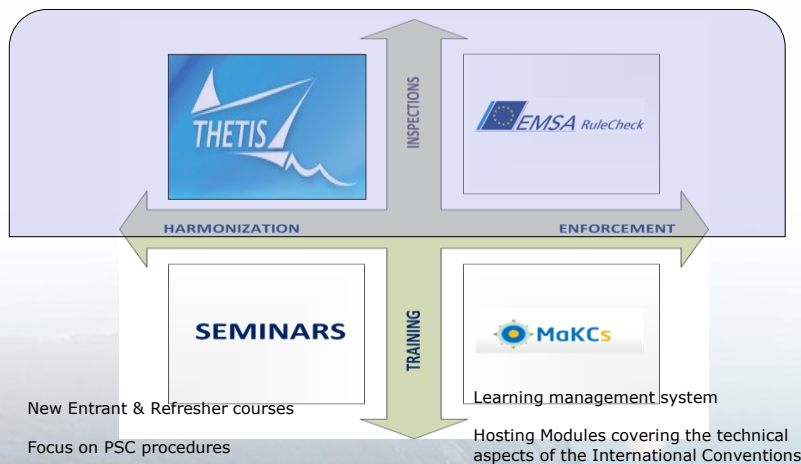 INSPECTIONS
THETIS
EMSA RuleCheck
HARMONIZATION
ENFORCEMENT
SEMINARS
TRAINING
MaKCs
New Entrant & Refresher courses
Focus on PSC procedures
Learning management system
Hosting Modules covering the technical
aspects of the International Conventions